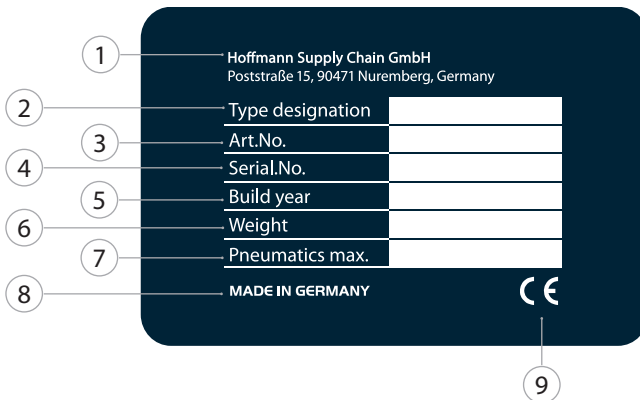 1
Hoffmann Supply Chain GmbH
Poststraße 15, 90471 Nuremberg, Germany
2
Type designation
3
Art.No.
4
Serial.No.
5
Build year
6
Weight
7
Pneumatics max.
8
MADE IN GERMANY
CE
9